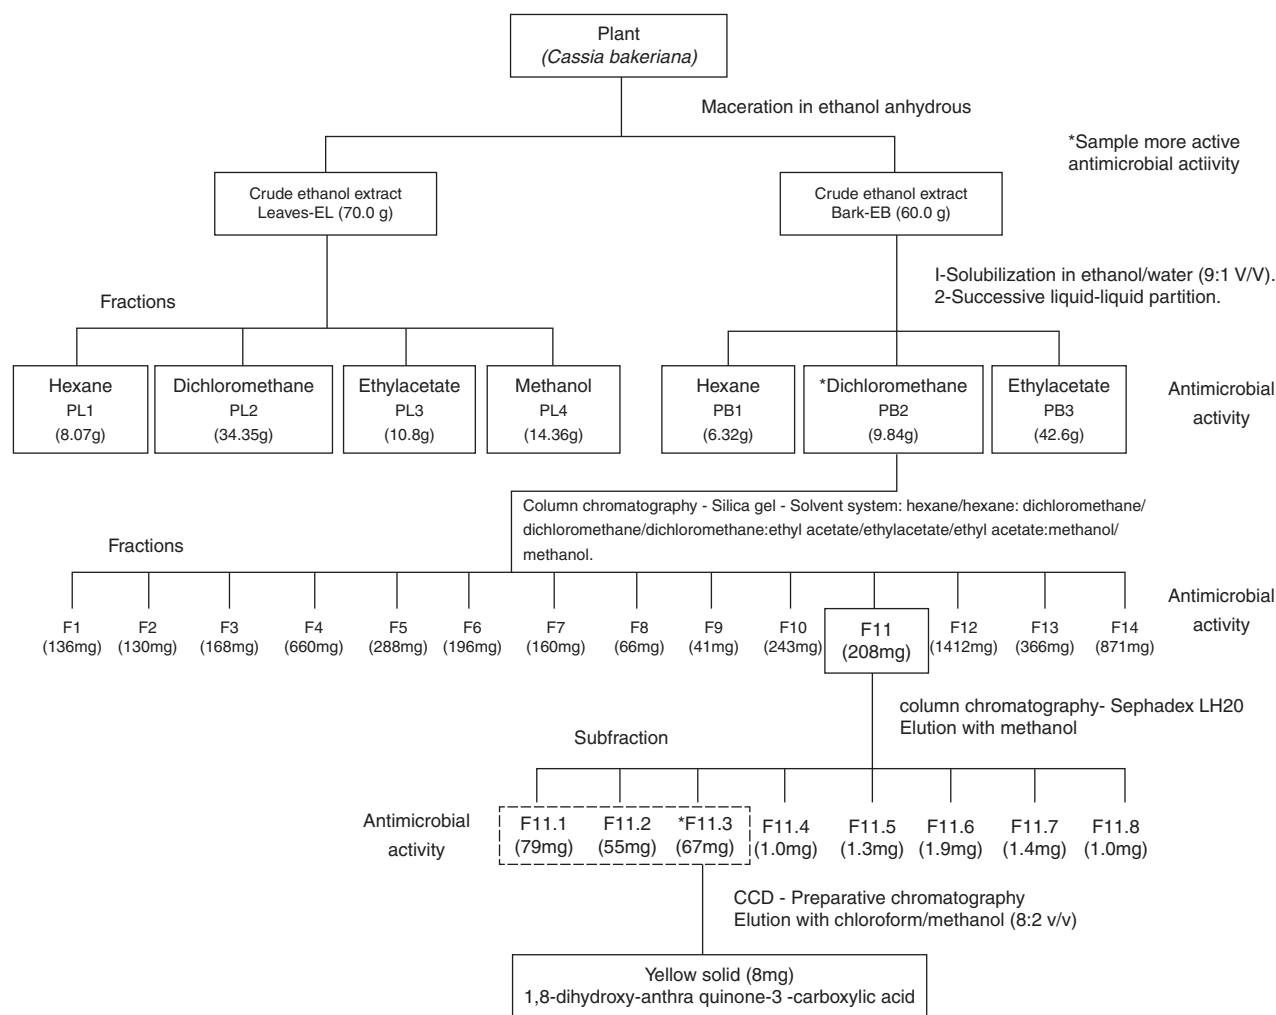 Plant
(Cassia bakeriana)
Maceration in ethanol anhydrous
*Sample more active
antimicrobial actiivity
Crude ethanol extract
Leaves-EL (70.0 g)
Crude ethanol extract
Bark-EB (60.0 g)
I-Solubilization in ethanol/water (9:1 V/V).
2-Successive liquid-liquid partition.
Fractions
Hexane
PL1
(8.07g)
Dichloromethane
PL2
(34.35g)
Ethylacetate
PL3
(10.8g)
Methanol
PL4
(14.36g)
Hexane
PB1
(6.32g)
*Dichloromethane
PB2
(9.84g)
Ethylacetate
PB3
(42.6g)
Antimicrobial
activity
Column chromatography - Silica gel - Solvent system: hexane/hexane: dichloromethane/
dichloromethane/dichloromethane:ethyl acetate/ethylacetate/ethyl acetate:methanol/
methanol.
Fractions
F1
(136mg)
F2
(130mg)
F3
(168mg)
F4
(660mg)
F5
(288mg)
F6
(196mg)
F7
(160mg)
F8
(66mg)
F9
(41mg)
F10
(243mg)
F11
(208mg)
F12
(1412mg)
F13
(366mg)
F14
(871mg)
Antimicrobial
activity
column chromatography- Sephadex LH20
Elution with methanol
Subfraction
Antimicrobial
activity
F11.1
(79mg)
F11.2
(55mg)
*F11.3
(67mg)
F11.4
(1.0mg)
F11.5
(1.3mg)
F11.6
(1.9mg)
F11.7
(1.4mg)
F11.8
(1.0mg)
CCD - Preparative chromatography
Elution with chloroform/methanol (8:2 v/v)
Yellow solid (8mg)
1,8-dihydroxy-anthra quinone-3 -carboxylic acid